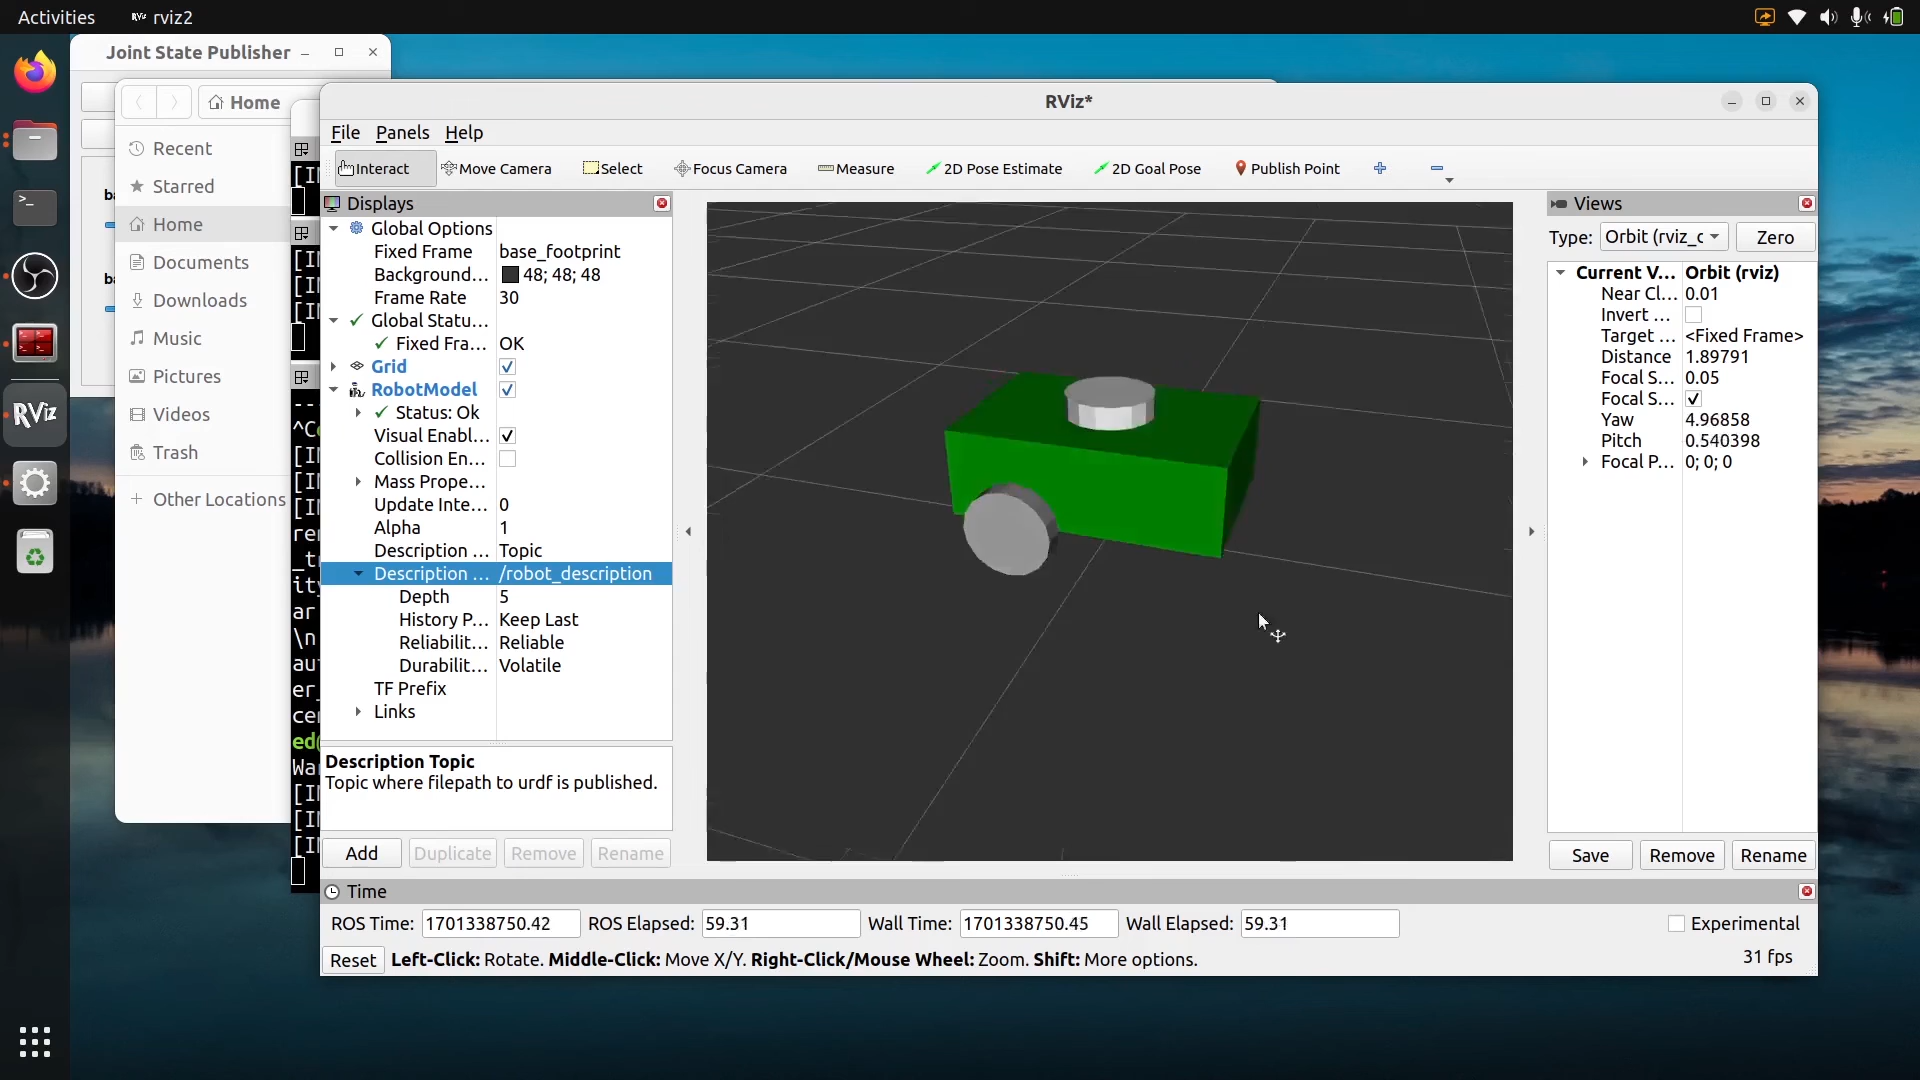 Activities
RViz rviz2
Joint State Publisher
Home
Recent
Starred
Home
Documents
Downloads
Music
Pictures
Videos
Trash
Other Locations
RViz
RViz*
File Panels Help
Interact Move Camera Select Focus Camera Measure 2D Pose Estimate 2D Goal Pose Publish Point
Displays
Global Options
Fixed Frame base_footprint
Background... 48; 48; 48
Frame Rate 30
Global Statu...
Fixed Fra... OK
Grid
RobotModel
Status: Ok
Visual Enabl...
Collision En...
Mass Prope...
Update Inte... 0
Alpha 1
Description ... Topic
Description ... /robot_description
Depth 5
History P... Keep Last
Reliabilit... Reliable
Durabilit... Volatile
TF Prefix
Links
Description Topic
Topic where filepath to urdf is published.
Add Duplicate Remove Rename
Views
Type: Orbit (rviz_c Zero
Current V... Orbit (rviz)
Near Cl... 0.01
Invert ...
Target ... <Fixed Frame>
Distance 1.89791
Focal S... 0.05
Focal S...
Yaw 4.96858
Pitch 0.540398
Focal P... 0; 0; 0
Save Remove Rename
Time
ROS Time: 1701338750.42 ROS Elapsed: 59.31 Wall Time: 1701338750.45 Wall Elapsed: 59.31 Experimental
Reset Left-Click: Rotate. Middle-Click: Move X/Y. Right-Click/Mouse Wheel: Zoom. Shift: More options. 31 fps